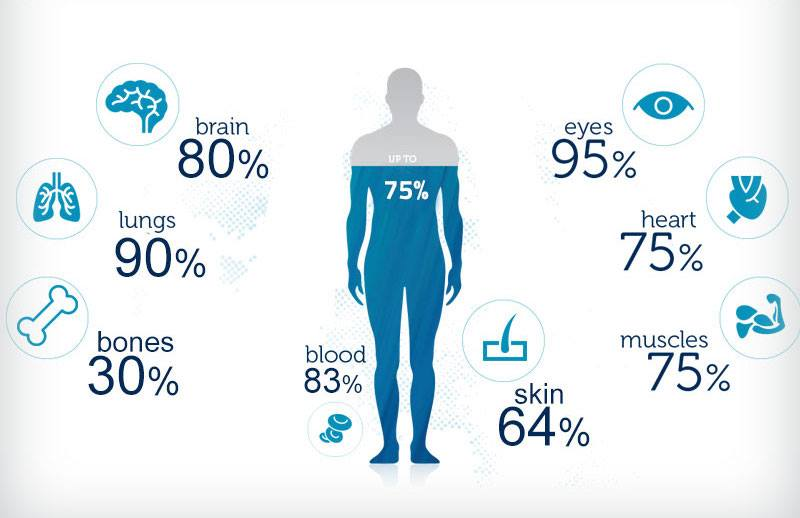 brain
80%
lungs
90%
bones
30%
UP TO
75%
blood
83%
eyes
95%
heart
75%
muscles
75%
skin
64%